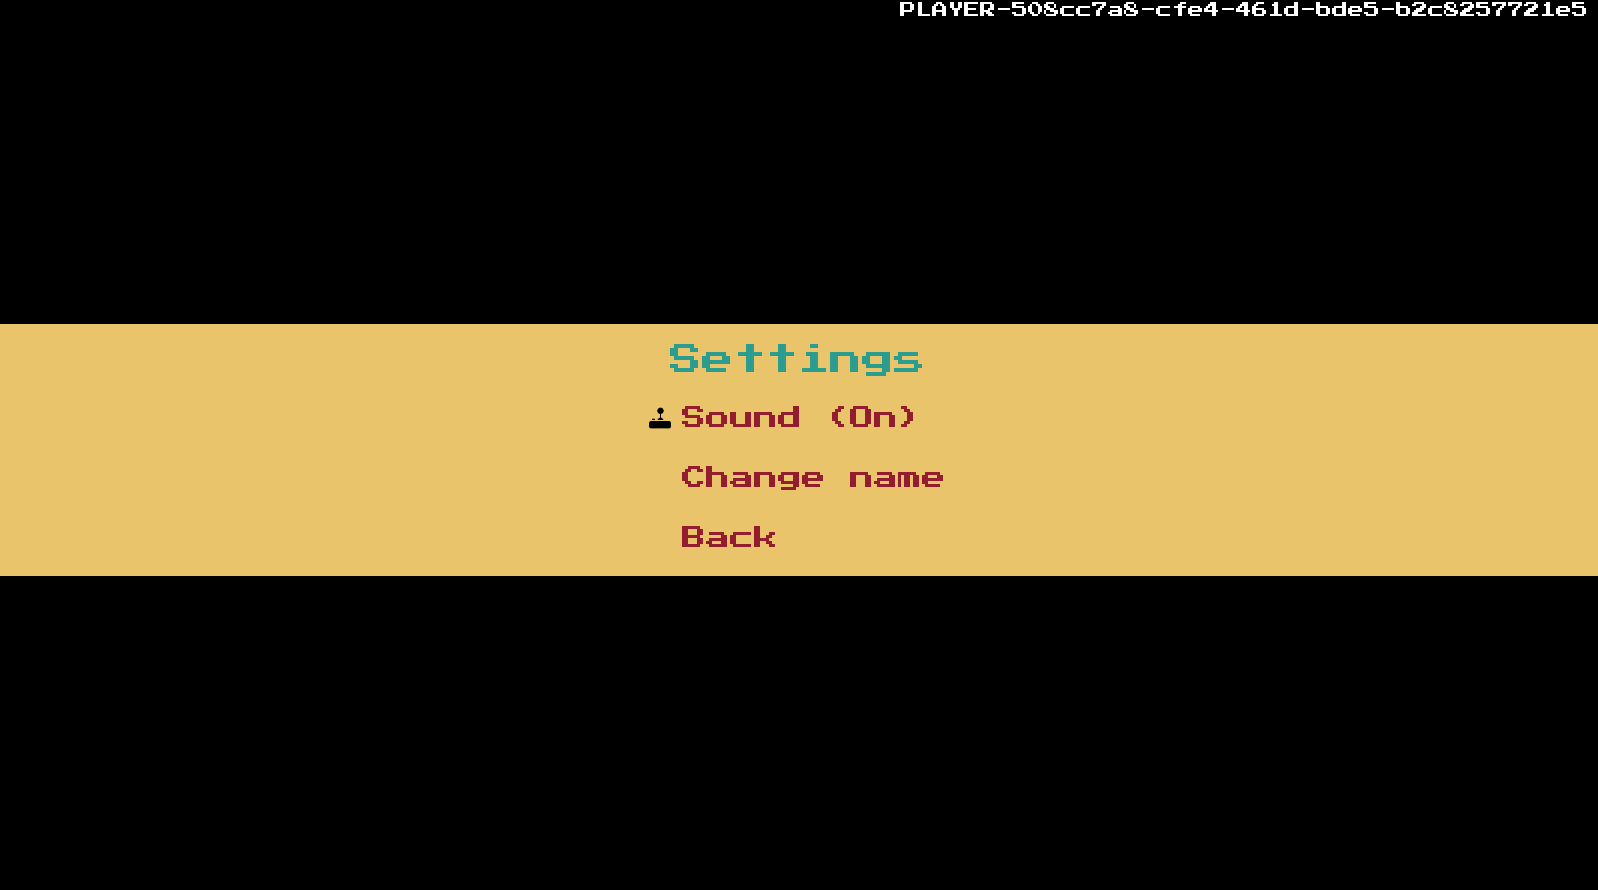 PLAYER-508cc7a8-cfe4-461d-bde5-b2c8257721e5
Settings
Sound (On)
Change name
Back